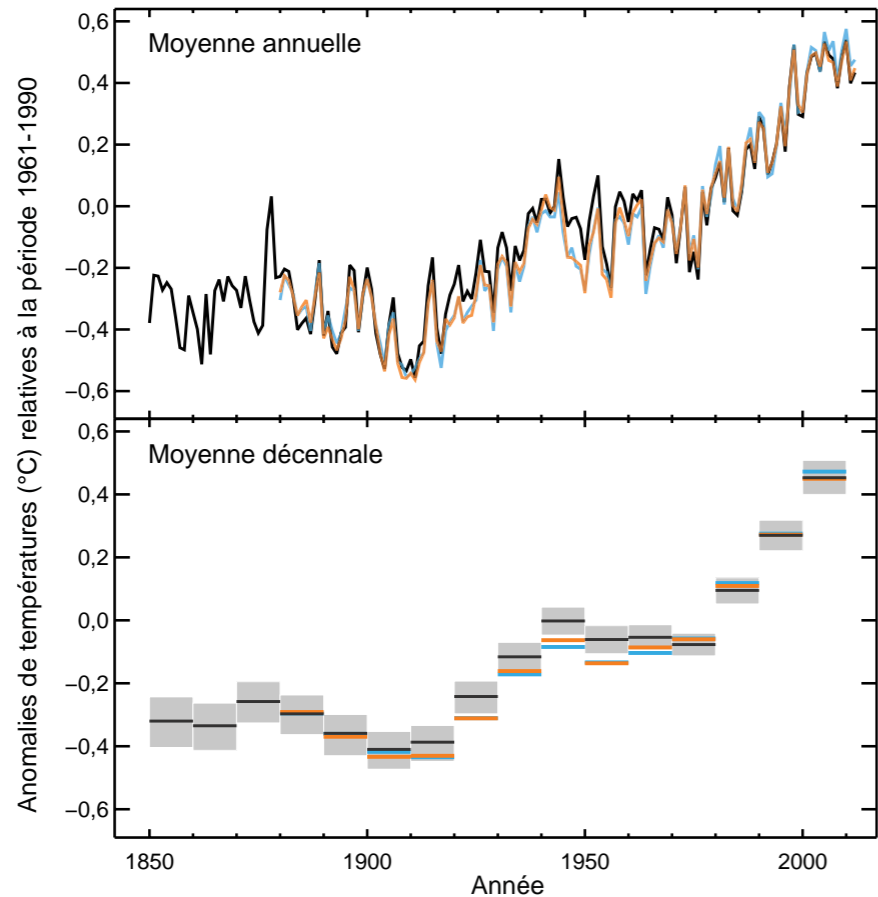 Anomalies de températures (°C) relatives à la période 1961-1990
Moyenne annuelle
0,6
0,4
0,2
0,0
−0,2
−0,4
−0,6
Moyenne décennale
0,6
0,4
0,2
0,0
−0,2
−0,4
−0,6
1850 1900 1950 2000
Année